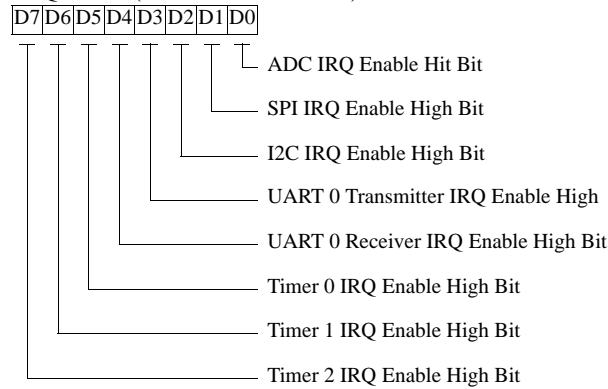 D7 D6 D5 D4 D3 D2 D1 D0
ADC IRQ Enable Hit Bit
SPI IRQ Enable High Bit
I2C IRQ Enable High Bit
UART 0 Transmitter IRQ Enable High
UART 0 Receiver IRQ Enable High Bit
Timer 0 IRQ Enable High Bit
Timer 1 IRQ Enable High Bit
Timer 2 IRQ Enable High Bit